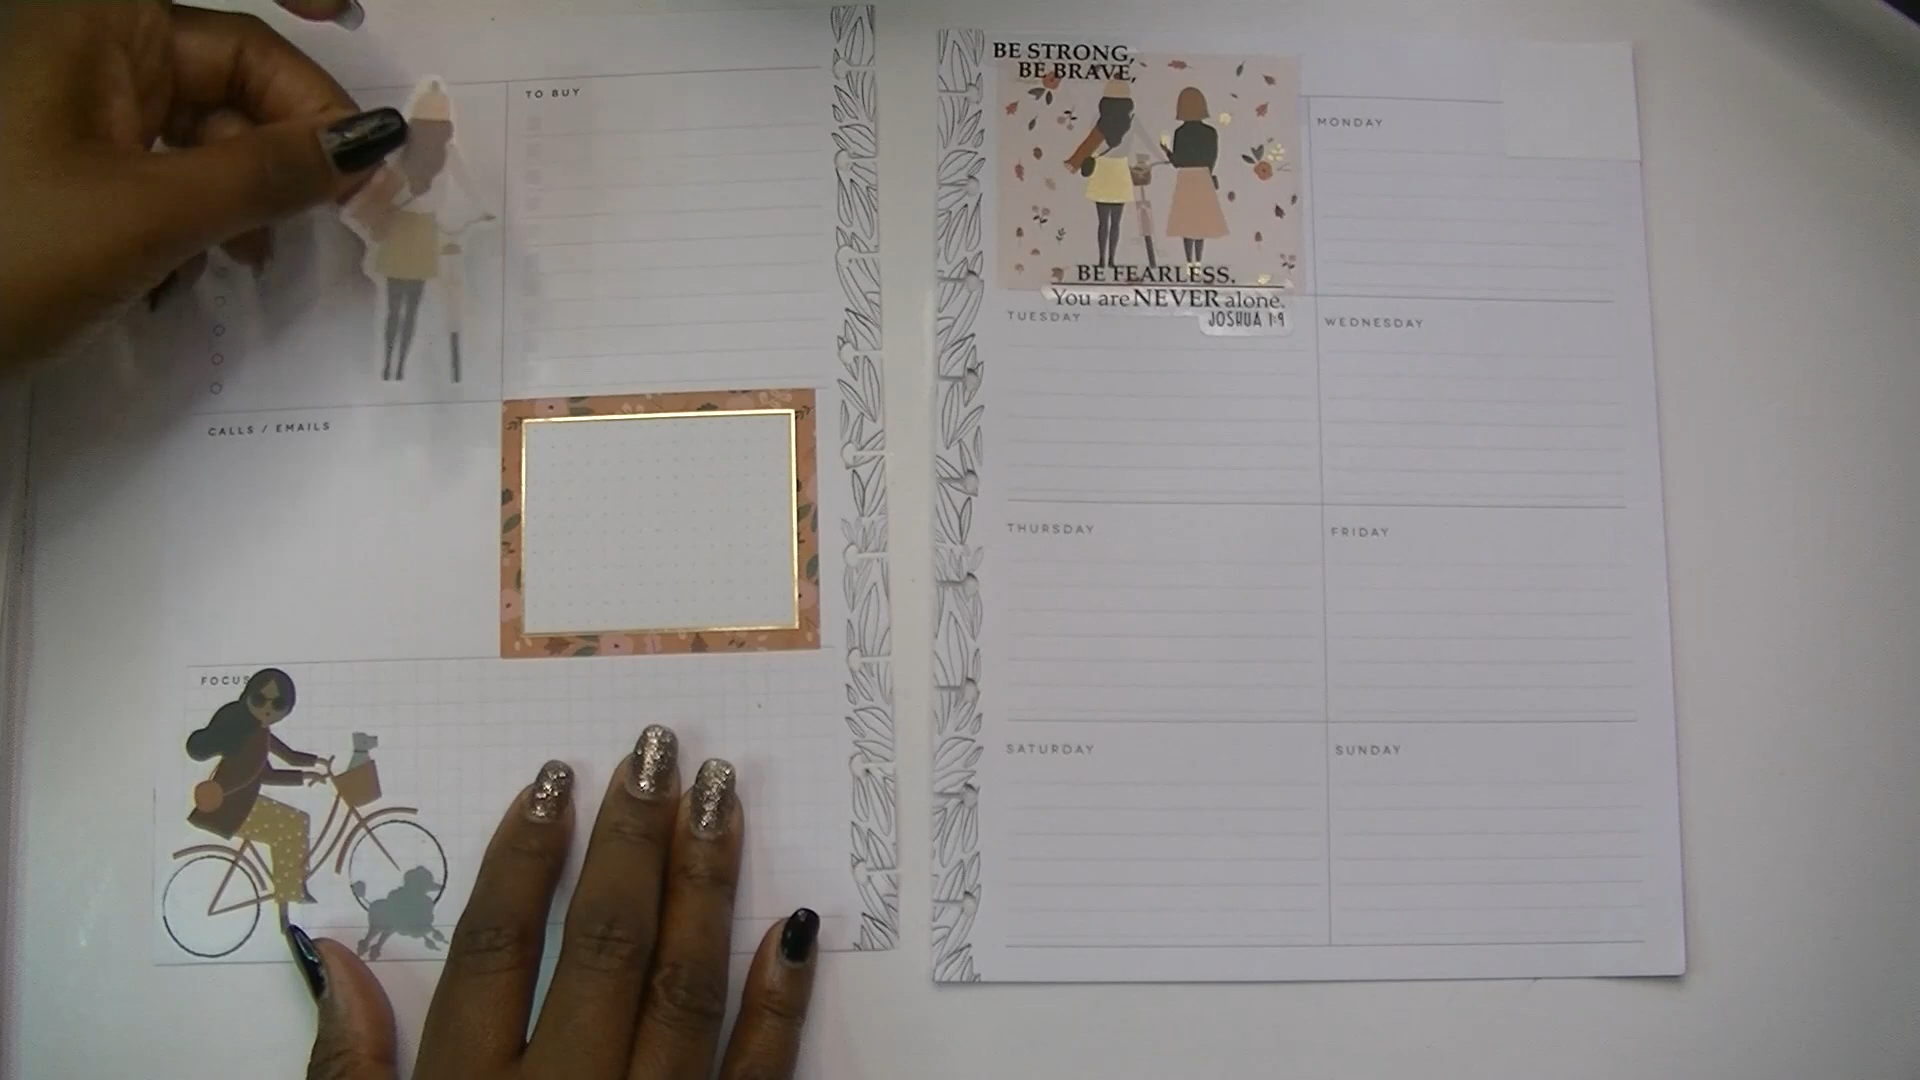 TO BUY
CALLS / EMAILS
FOCUS
BE STRONG,
BE BRAVE,
BE FEARLESS.
You are NEVER alone.
JOSHUA 1:9
MONDAY
TUESDAY
WEDNESDAY
THURSDAY
FRIDAY
SATURDAY
SUNDAY